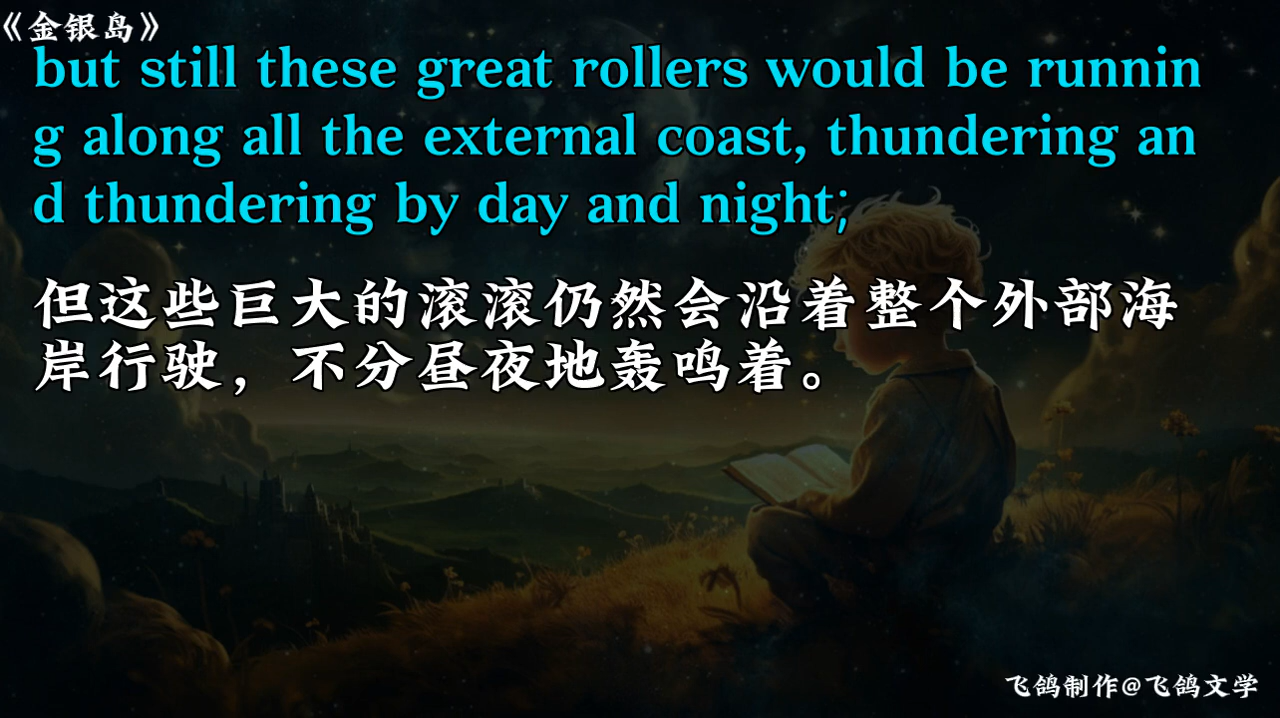 《金银岛》
but still these great rollers would be runnin
g along all the external coast, thundering an
d thundering by day and night;
但这些巨大的滚滚仍然会沿着整个外部海
岸行驶，不分昼夜地轰鸣着。
飞鸽制作@飞鸽文学